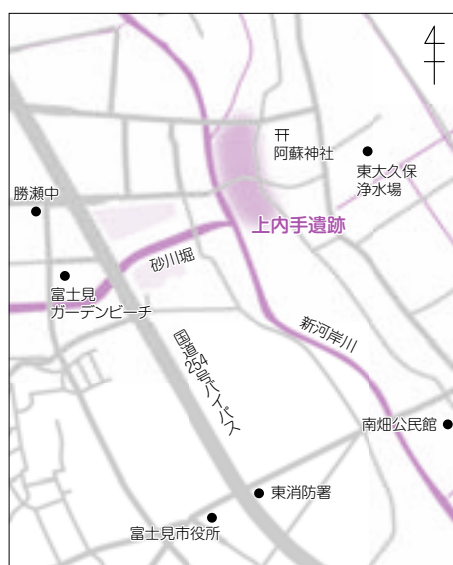 阿蘇神社
東大久保
浄水場
勝瀬中
上内手遺跡
砂川堀
富士見
ガーデンビーチ
新河岸川
国道254号バイパス
南畑公民館
東消防署
富士見市役所